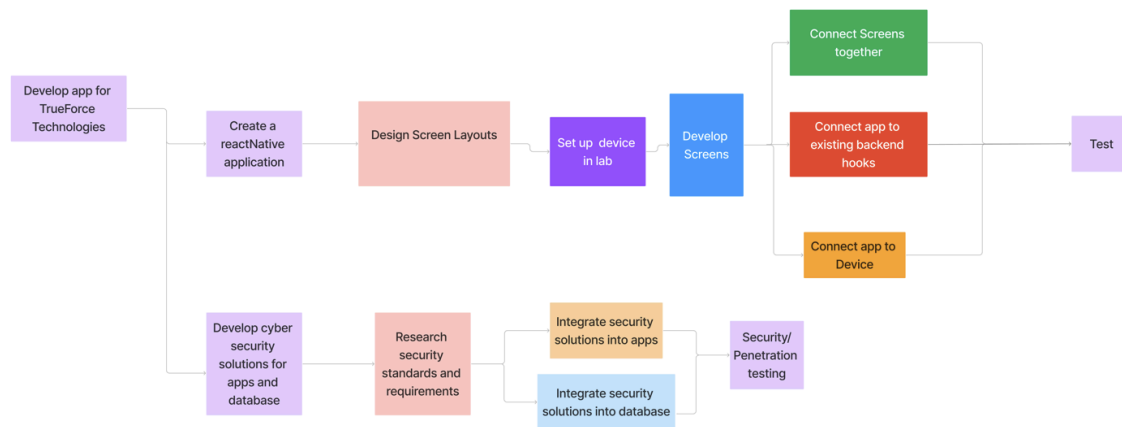 Develop app for
TrueForce
Technologies
Create a
reactNative
application
Design Screen Layouts
Set up device
in lab
Develop
Screens
Connect Screens
together
Connect app to
existing backend
hooks
Connect app to
Device
Test
Develop cyber
security
solutions for
apps and
database
Research
security
standards and
requirements
Integrate security
solutions into apps
Integrate security
solutions into database
Security/
Penetration
testing